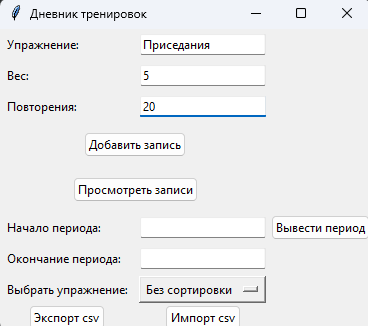 Дневник тренировок
Упражнение: Приседания
Вес: 5
Повторения: 20
Добавить запись
Просмотреть записи
Начало периода: Вывести период
Окончание периода:
Выбрать упражнение: Без сортировки
Экспорт csv Импорт csv